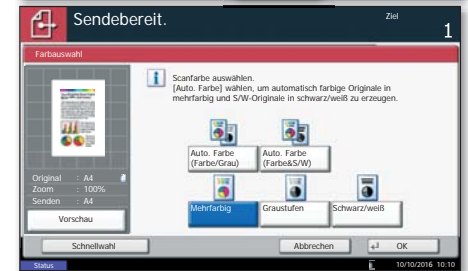 Sendebereit.
Ziel
1
Farbauswahl
Scanfarbe auswählen.
[Auto. Farbe] wählen, um automatisch farbige Originale in
mehrfarbig und S/W-Originale in schwarz/weiß zu erzeugen.
Auto. Farbe
(Farbe/Grau)
Auto. Farbe
(Farbe&S/W)
Original : A4
Zoom : 100%
Senden : A4
Mehrfarbig
Graustufen
Schwarz/weiß
Vorschau
Schnellwahl
Abbrechen
OK
Status
10/10/2016 10:10